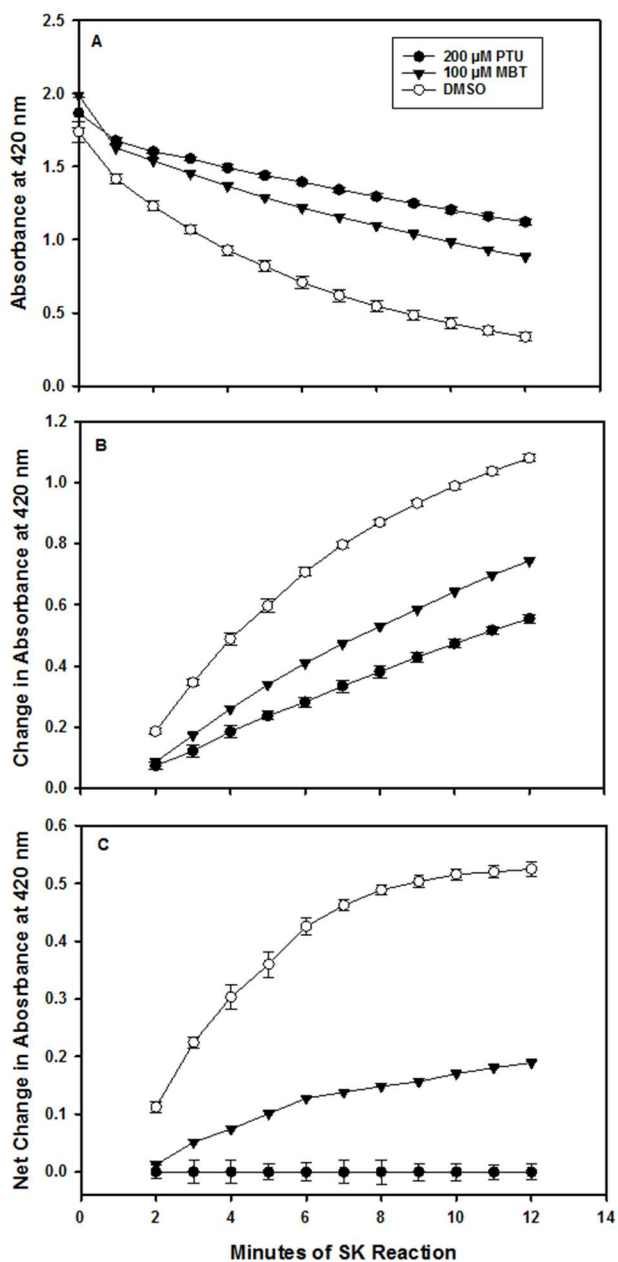 A
200 µM PTU
100 µM MBT
DMSO
2.5
2.0
1.5
1.0
0.5
0.0
Absorbance at 420 nm
B
1.2
1.0
0.8
0.6
0.4
0.2
0.0
Change in Absorbance at 420 nm
C
0.6
0.5
0.4
0.3
0.2
0.1
0.0
Net Change in Abosrbance at 420 nm
2 4 6 8 10 12 14
Minutes of SK Reaction